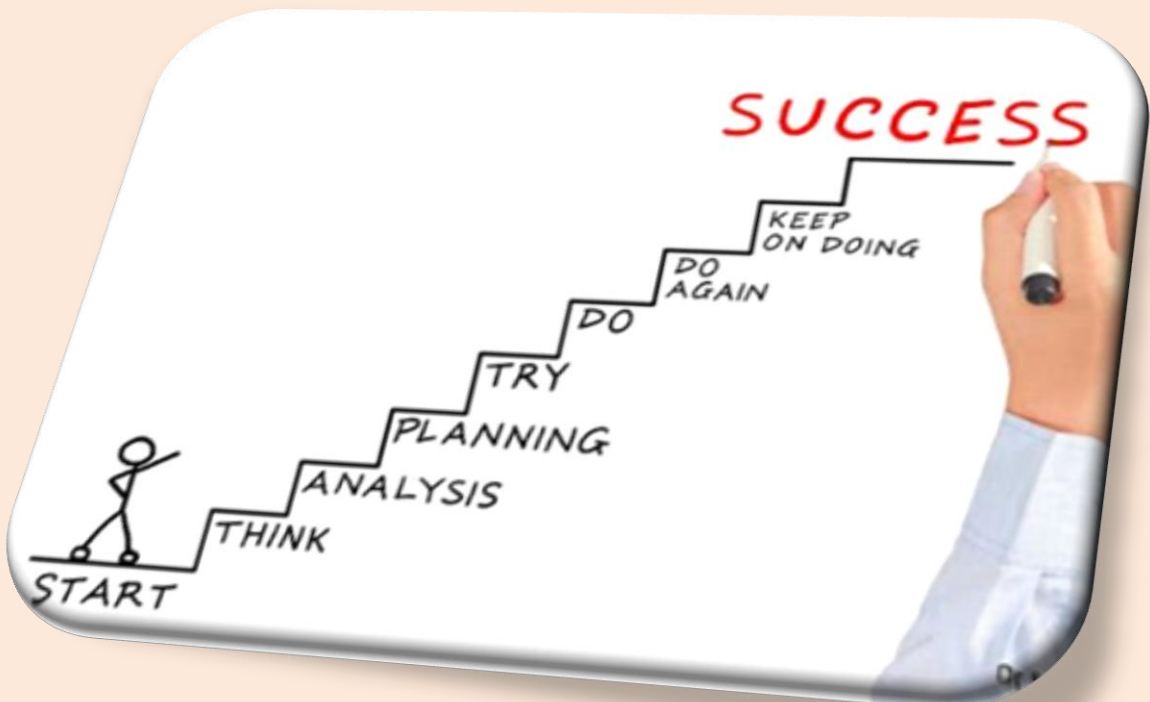 SUCCESS
KEEP
ON DOING
DO
AGAIN
DO
TRY
PLANNING
ANALYSIS
THINK
START